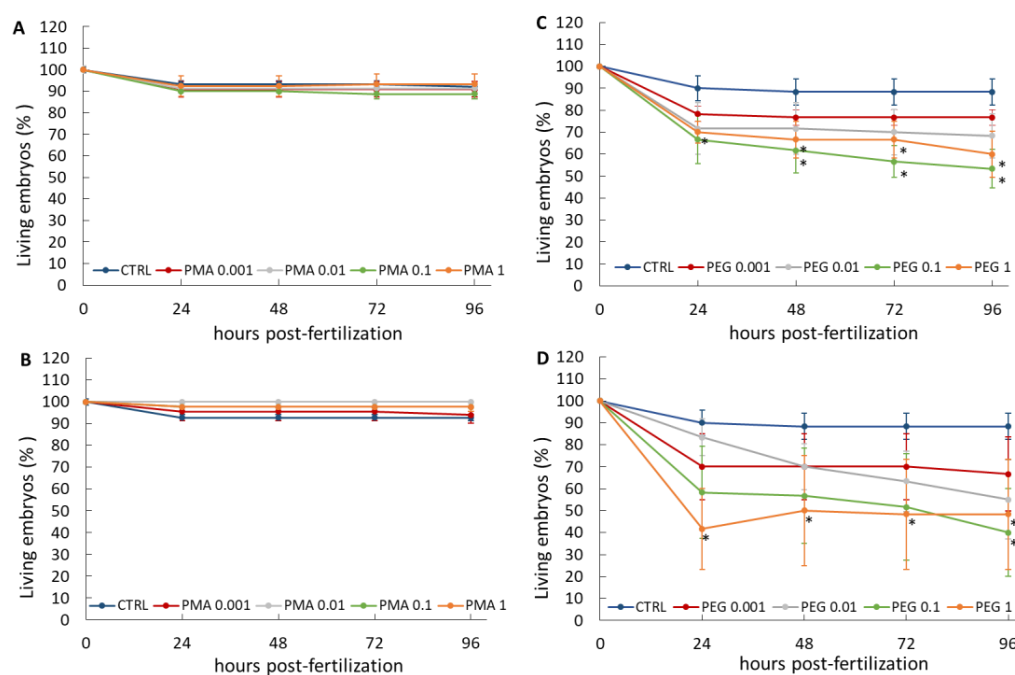 A
120
110
100
90
80
70
60
50
40
30
20
10
0
Living embryos (% )
CTRL PMA 0.001 PMA 0.01 PMA 0.1 PMA 1
0 24 48 72 96
hours post-fertilization
B
120
110
100
90
80
70
60
50
40
30
20
10
0
Living embryos (% )
CTRL PMA 0.001 PMA 0.01 PMA 0.1 PMA 1
0 24 48 72 96
hours post-fertilization
C
120
110
100
90
80
70
60
50
40
30
20
10
0
Living embryos (% )
* * * * * * *
CTRL PEG 0.001 PEG 0.01 PEG 0.1 PEG 1
0 24 48 72 96
hours post-fertilization
D
120
110
100
90
80
70
60
50
40
30
20
10
0
Living embryos (% )
* * * * *
CTRL PEG 0.001 PEG 0.01 PEG 0.1 PEG 1
0 24 48 72 96
hours post-fertilization